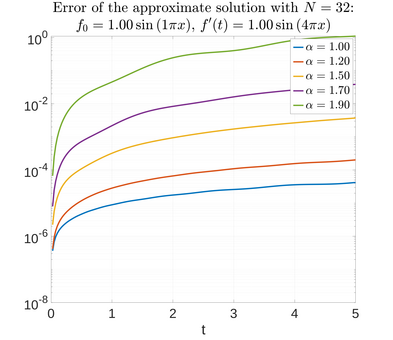 Error of the approximate solution with N = 32:
f₀ = 1.00 sin (1πx), f′(t) = 1.00 sin (4πx)
10⁰
10⁻²
10⁻⁴
10⁻⁶
10⁻⁸
α = 1.00
α = 1.20
α = 1.50
α = 1.70
α = 1.90
0 1 2 3 4 5
t